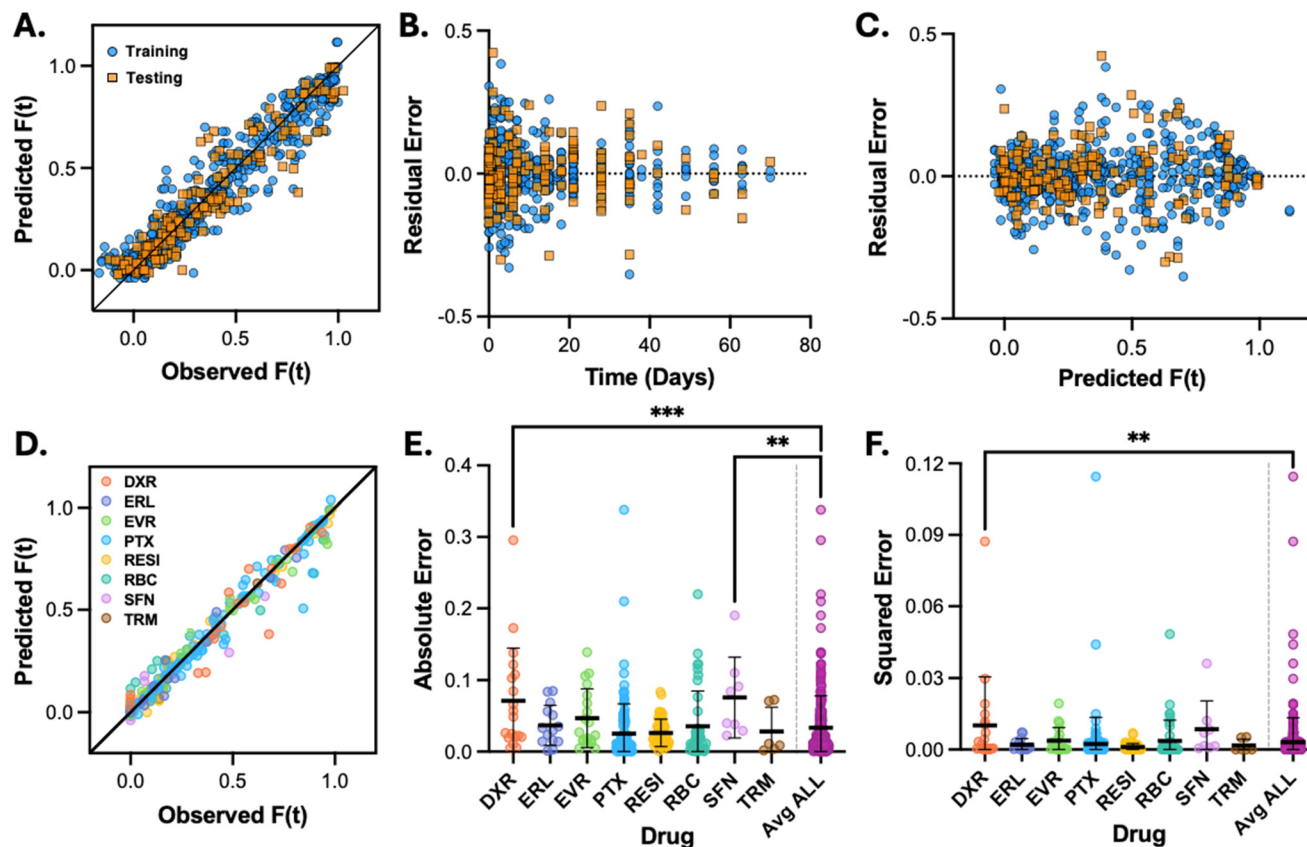 A.
Training
Testing
1.0
0.5
0.0
0.0
0.5
1.0
Predicted F(t)
Observed F(t)
B.
0.5
0.0
-0.5
0
20
40
60
80
Residual Error
Time (Days)
C.
0.5
0.0
-0.5
0.0
0.5
1.0
Residual Error
Predicted F(t)
D.
DXR
ERL
EVR
PTX
RESI
RBC
SFN
TRM
1.0
0.5
0.0
0.0
0.5
1.0
Predicted F(t)
Observed F(t)
E.
***
**
0.4
0.3
0.2
0.1
0.0
Absolute Error
DXR
ERL
EVR
PTX
RESI
RBC
SFN
TRM
Avg ALL
Drug
F.
**
0.12
0.09
0.06
0.03
0.00
Squared Error
DXR
ERL
EVR
PTX
RESI
RBC
SFN
TRM
Avg ALL
Drug